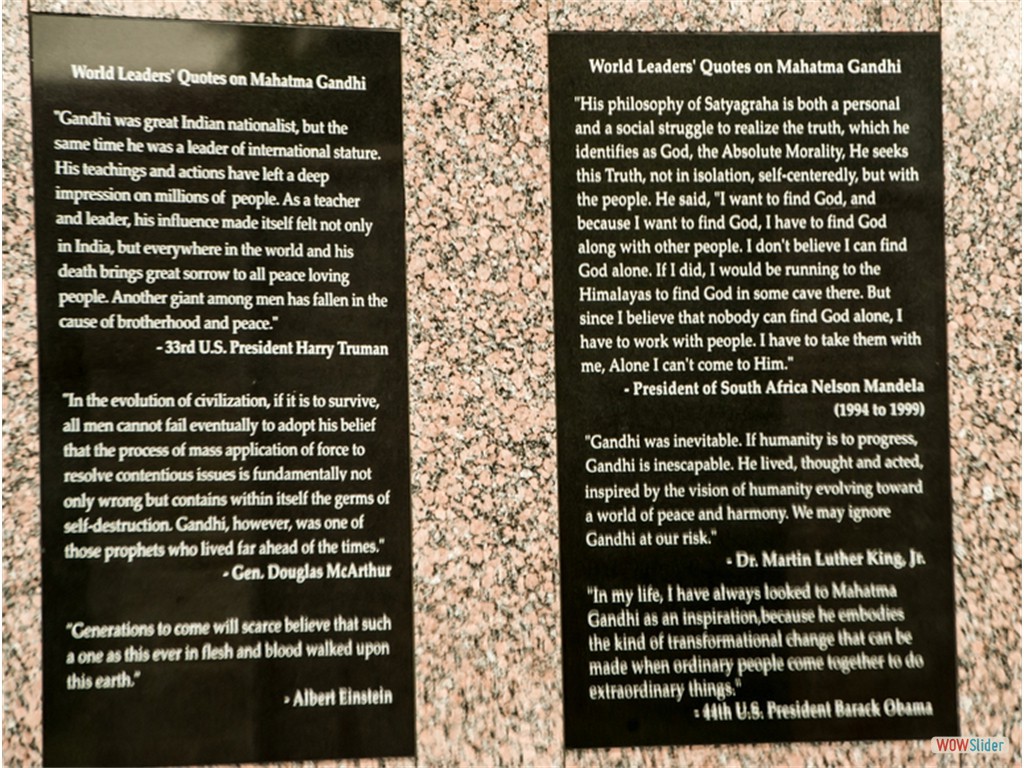 World Leaders' Quotes on Mahatma Gandhi
"Gandhi was great Indian nationalist, but the
same time he was a leader of international stature.
His teachings and actions have left a deep
impression on millions of people. As a teacher
and leader, his influence made itself felt not only
in India, but everywhere in the world and his
death brings great sorrow to all peace loving
people. Another giant among men has fallen in the
cause of brotherhood and peace."
- 33rd U.S. President Harry Truman
"In the evolution of civilization, if it is to survive,
all men cannot fail eventually to adopt his belief
that the process of mass application of force to
resolve contentious issues is fundamentally not
only wrong but contains within itself the germs of
self-destruction. Gandhi, however, was one of
those prophets who lived far ahead of the times."
- Gen. Douglas McArthur
"Generations to come will scarce believe that such
a one as this ever in flesh and blood walked upon
this earth."
- Albert Einstein
World Leaders' Quotes on Mahatma Gandhi
"His philosophy of Satyagraha is both a personal
and a social struggle to realize the truth, which he
identifies as God, the Absolute Morality, He seeks
this Truth, not in isolation, self-centeredly, but with
the people. He said, "I want to find God, and
because I want to find God, I have to find God
along with other people. I don't believe I can find
God alone. If I did, I would be running to the
Himalayas to find God in some cave there. But
since I believe that nobody can find God alone, I
have to work with people. I have to take them with
me, Alone I can't come to Him."
- President of South Africa Nelson Mandela
(1994 to 1999)
"Gandhi was inevitable. If humanity is to progress,
Gandhi is inescapable. He lived, thought and acted,
inspired by the vision of humanity evolving toward
a world of peace and harmony. We may ignore
Gandhi at our risk."
- Dr. Martin Luther King, Jr.
"In my life, I have always looked to Mahatma
Gandhi as an inspiration,because he embodies
the kind of transformational change that can be
made when ordinary people come together to do
extraordinary things."
- 44th U.S. President Barack Obama
WOWSlider